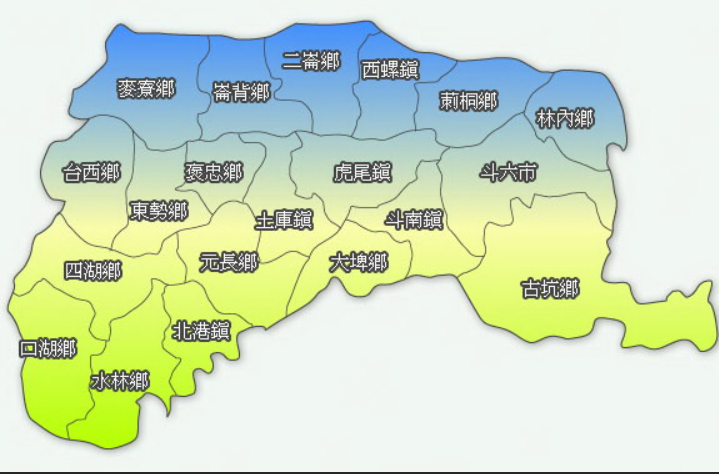 二崙鄉
西螺鎮
麥寮鄉
崙背鄉
莿桐鄉
林內鄉
台西鄉
褒忠鄉
虎尾鎮
斗六市
東勢鄉
土庫鎮
斗南鎮
四湖鄉
元長鄉
大埤鄉
古坑鄉
北港鎮
口湖鄉
水林鄉